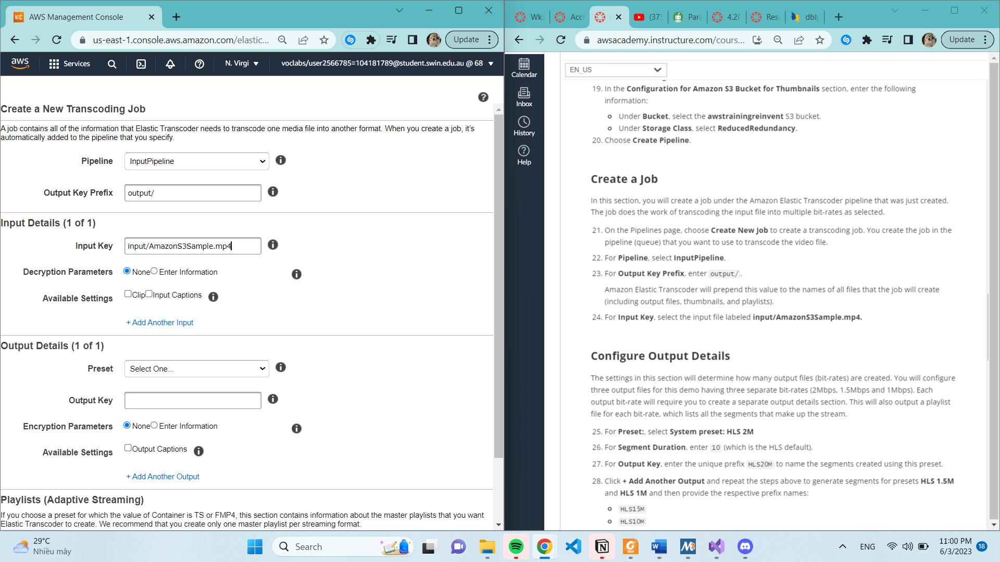 AWS Management Console
us-east-1.console.aws.amazon.com/elastic...
Update
aws
Services
N. Virgi
voclabs/user2566785=104181789@student.swin.edu.au @ 68
Create a New Transcoding Job
A job contains all of the information that Elastic Transcoder needs to transcode one media file into another format. When you create a job, it's
automatically added to the pipeline that you specify.
Pipeline
InputPipeline
Output Key Prefix
output/
Input Details (1 of 1)
Input Key
input/AmazonS3Sample.mp4
Decryption Parameters
None Enter Information
Available Settings
Clip Input Captions
+ Add Another Input
Output Details (1 of 1)
Preset
Select One...
Output Key
Encryption Parameters
None Enter Information
Available Settings
Output Captions
+ Add Another Output
Playlists (Adaptive Streaming)
If you choose a preset for which the value of Container is TS or FMP4, this section contains information about the master playlists that you want
Elastic Transcoder to create. We recommend that you create only one master playlist per streaming format.
Wk3
Acc
(37
Para
4.2F
Res
dbl
awsacademy.instructure.com/cours...
Update
Calendar
Inbox
History
Help
EN_US
19. In the Configuration for Amazon S3 Bucket for Thumbnails section, enter the following
information:
Under Bucket, select the awstrainingreinvent S3 bucket.
Under Storage Class, select ReducedRedundancy.
20. Choose Create Pipeline.
Create a Job
In this section, you will create a job under the Amazon Elastic Transcoder pipeline that was just created.
The job does the work of transcoding the input file into multiple bit-rates as selected.
21. On the Pipelines page, choose Create New Job to create a transcoding job. You create the job in the
pipeline (queue) that you want to use to transcode the video file.
22. For Pipeline, select InputPipeline.
23. For Output Key Prefix, enter output/.
Amazon Elastic Transcoder will prepend this value to the names of all files that the job will create
(including output files, thumbnails, and playlists).
24. For Input Key, select the input file labeled input/AmazonS3Sample.mp4.
Configure Output Details
The settings in this section will determine how many output files (bit-rates) are created. You will configure
three output files for this demo having three separate bit-rates (2Mbps, 1.5Mbps and 1Mbps). Each
output bit-rate will require you to create a separate output details section. This will also output a playlist
file for each bit-rate, which lists all the segments that make up the stream.
25. For Preset:, select System preset: HLS 2M
26. For Segment Duration, enter 10 (which is the HLS default).
27. For Output Key, enter the unique prefix HLS20M to name the segments created using this preset.
28. Click + Add Another Output and repeat the steps above to generate segments for presets HLS 1.5M
and HLS 1M and then provide the respective prefix names:
HLS15M
HLS10M
29°C
Nhiều mây
Search
ENG
11:00 PM
6/3/2023
18